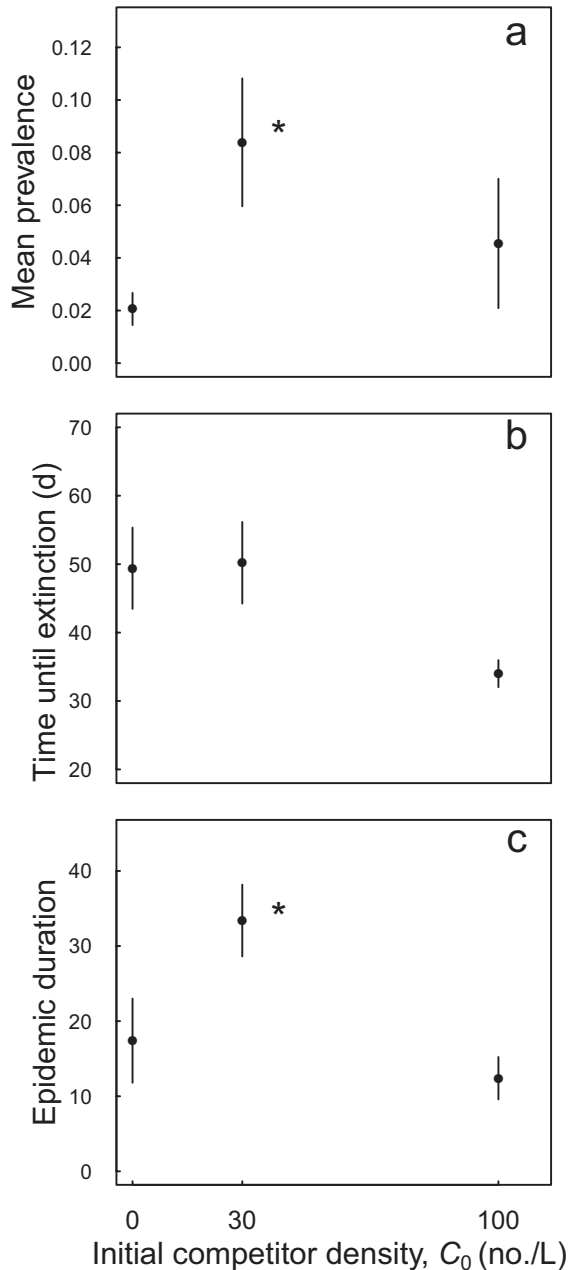 a
Mean prevalence
0.12
0.10
0.08
0.06
0.04
0.02
0.00
*
b
Time until extinction (d)
70
60
50
40
30
20
c
Epidemic duration
40
30
20
10
0
*
0 30 100
Initial competitor density, C₀ (no./L)